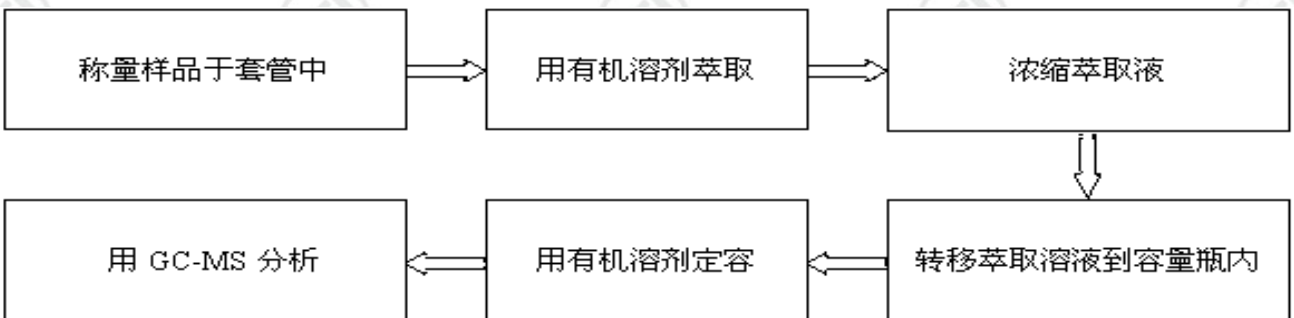 称量样品于套管中
用有机溶剂萃取
浓缩萃取液
转移萃取溶液到容量瓶内
用有机溶剂定容
用 GC-MS 分析